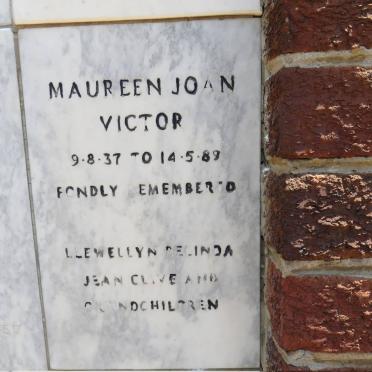 MAUREEN JOAN
VICTOR
9-8-37 TO 14-5-89
FONDLY REMEMBERED
LLEWELLYN BELINDA
JEAN CLIVE AND
GRANDCHILDREN